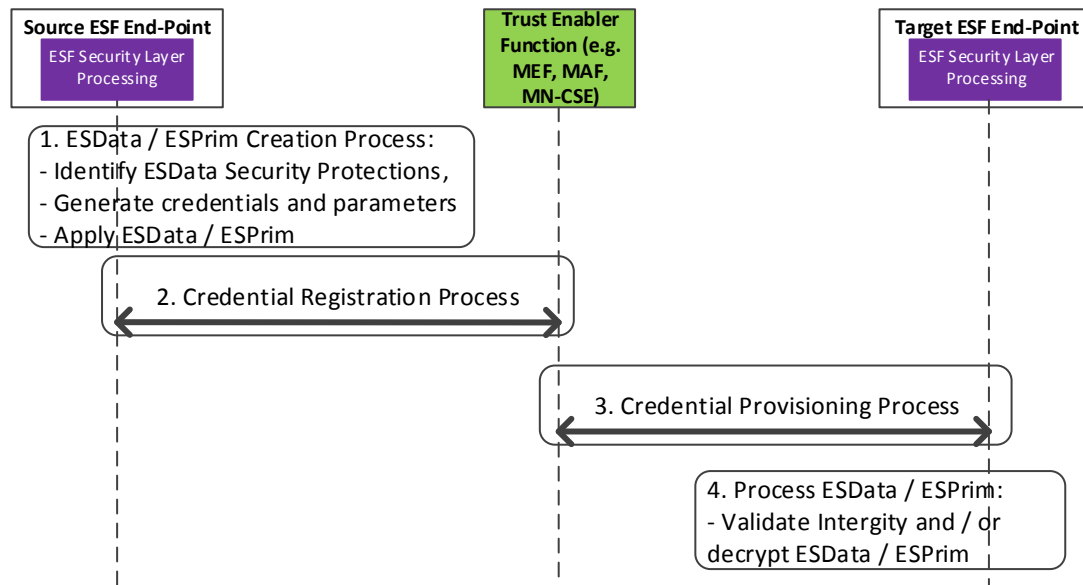 Source ESF End-Point
ESF Security Layer
Processing
Trust Enabler
Function (e.g.
MEF, MAF,
MN-CSE)
Target ESF End-Point
ESF Security Layer
Processing
1. ESData / ESPrim Creation Process:
- Identify ESData Security Protections,
- Generate credentials and parameters
- Apply ESData / ESPrim
2. Credential Registration Process
3. Credential Provisioning Process
4. Process ESData / ESPrim:
- Validate Intergity and / or
decrypt ESData / ESPrim